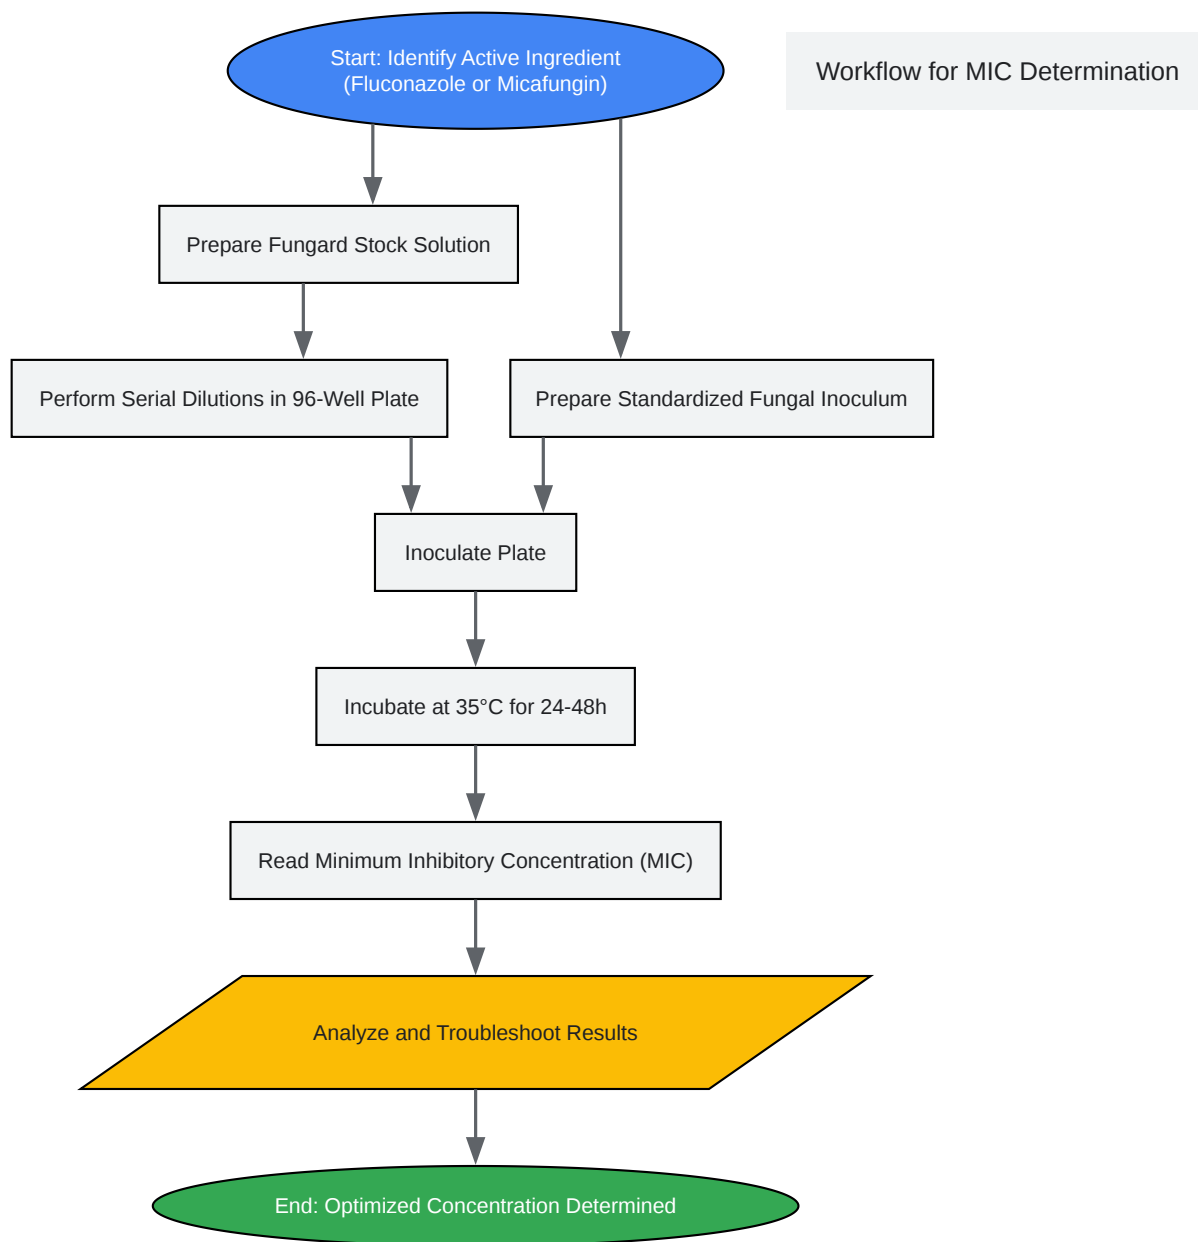 Start: Identify Active Ingredient
(Fluconazole or Micafungin)
Workflow for MIC Determination
Prepare Fungard Stock Solution
Perform Serial Dilutions in 96-Well Plate
Prepare Standardized Fungal Inoculum
Inoculate Plate
Incubate at 35°C for 24-48h
Read Minimum Inhibitory Concentration (MIC)
Analyze and Troubleshoot Results
End: Optimized Concentration Determined